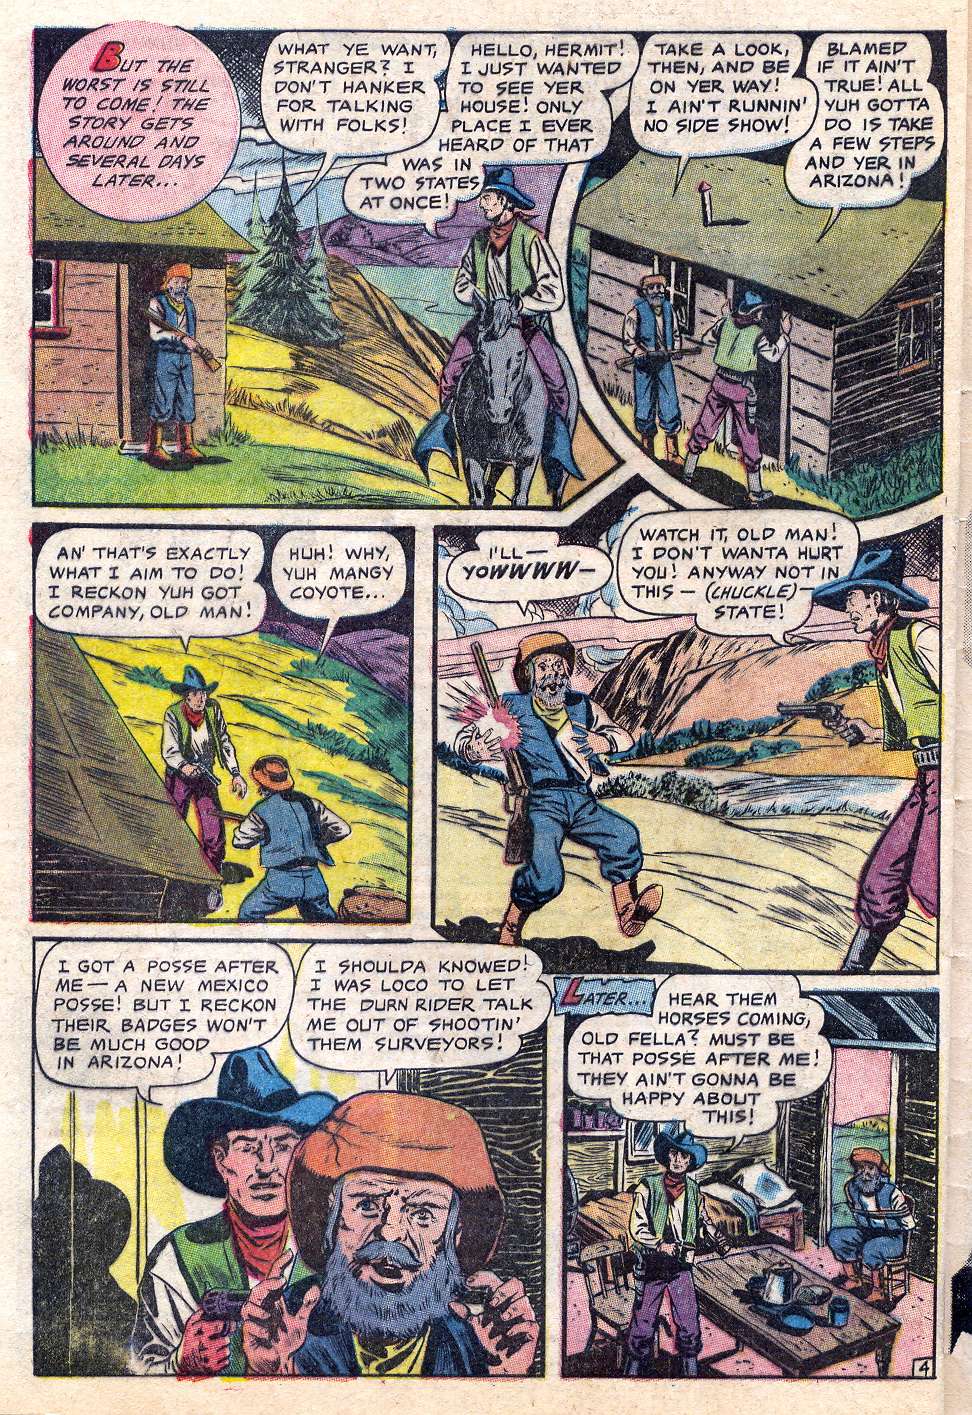 BUT THE
WORST IS STILL
TO COME! THE
STORY GETS
AROUND AND
SEVERAL DAYS
LATER...
WHAT YE WANT,
STRANGER? I
DON'T HANKER
FOR TALKING
WITH FOLKS!
HELLO, HERMIT!
I JUST WANTED
TO SEE YER
HOUSE! ONLY
PLACE I EVER
HEARD OF THAT
WAS IN
TWO STATES
AT ONCE!
TAKE A LOOK,
THEN, AND BE
ON YER WAY!
I AIN'T RUNNIN'
NO SIDE SHOW!
BLAMED
IF IT AIN'T
TRUE! ALL
YUH GOTTA
DO IS TAKE
A FEW STEPS
AND YER IN
ARIZONA!
AN' THAT'S EXACTLY
WHAT I AIM TO DO!
I RECKON YUH GOT
COMPANY, OLD MAN!
HUH! WHY,
YUH MANGY
COYOTE...
I'LL—
YOWWWW—
WATCH IT, OLD MAN!
I DON'T WANTA HURT
YOU! ANYWAY NOT IN
THIS — (CHUCKLE) —
STATE!
I GOT A POSSE AFTER
ME — A NEW MEXICO
POSSE! BUT I RECKON
THEIR BADGES WON'T
BE MUCH GOOD
IN ARIZONA!
I SHOULDA KNOWED!
I WAS LOCO TO LET
THE DURN RIDER TALK
ME OUT OF SHOOTIN'
THEM SURVEYORS!
LATER...
HEAR THEM
HORSES COMING,
OLD FELLA? MUST BE
THAT POSSE AFTER ME!
THEY AIN'T GONNA BE
HAPPY ABOUT
THIS!
4